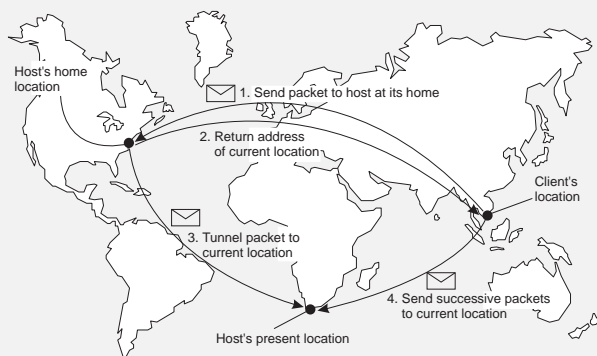 Host's home
location
1. Send packet to host at its home
2. Return address
of current location
Client's
location
3. Tunnel packet to
current location
4. Send successive packets
to current location
Host's present location